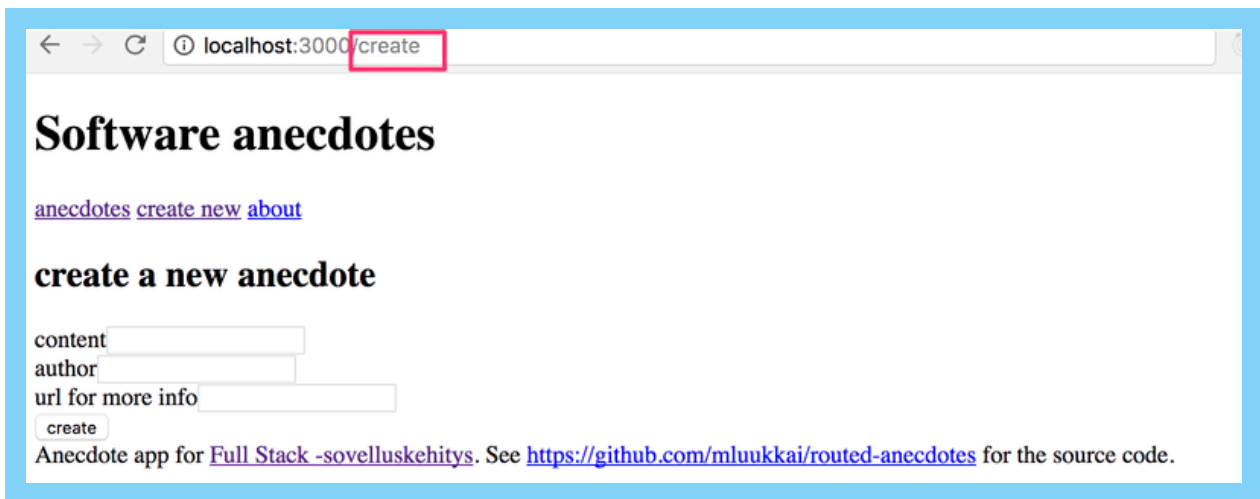 localhost:3000/create
Software anecdotes
anecdotes create new about
create a new anecdote
content
author
url for more info
create
Anecdote app for Full Stack -sovelluskehitys. See https://github.com/mluukkai/routed-anecdotes for the source code.